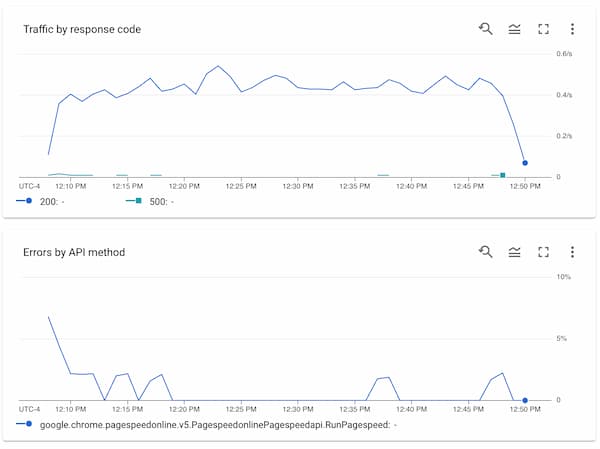 Traffic by response code
0.6/s
0.4/s
0.2/s
0
UTC-4 12:10 PM 12:15 PM 12:20 PM 12:25 PM 12:30 PM 12:35 PM 12:40 PM 12:45 PM 12:50 PM
200: - 500: -
Errors by API method
10%
5%
0
UTC-4 12:10 PM 12:15 PM 12:20 PM 12:25 PM 12:30 PM 12:35 PM 12:40 PM 12:45 PM 12:50 PM
google.chrome.pagespeedonline.v5.PagespeedonlinePagespeedapi.RunPagespeed: -